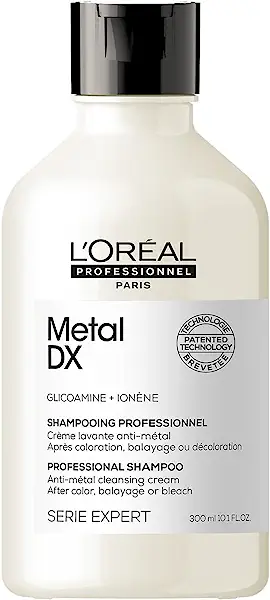 L'ORÉAL
PROFESSIONNEL
PARIS
Metal
DX
TECHNOLOGIE
PATENTED
TECHNOLOGY
BREVETÉE
GLICOAMINE + IONÈNE
SHAMPOOING PROFESSIONNEL
Crème lavante anti-métal
Après coloration, balayage ou décoloration
PROFESSIONAL SHAMPOO
Anti-métal cleansing cream
After color, balayage or bleach
SERIE EXPERT
300 ml 10.1 FL.OZ.